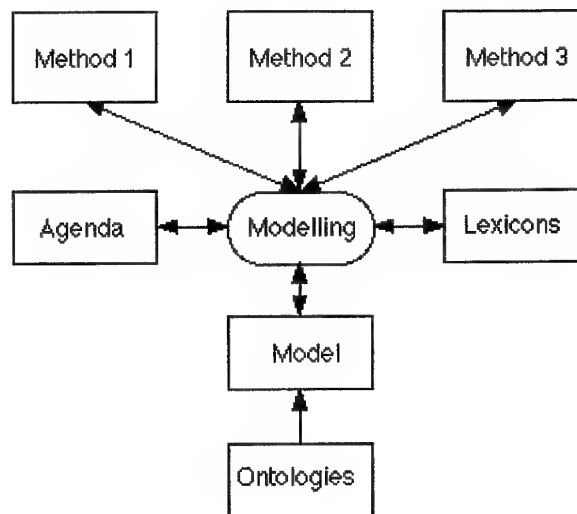 Method 1
Method 2
Method 3
Agenda
Modelling
Lexicons
Model
Ontologies